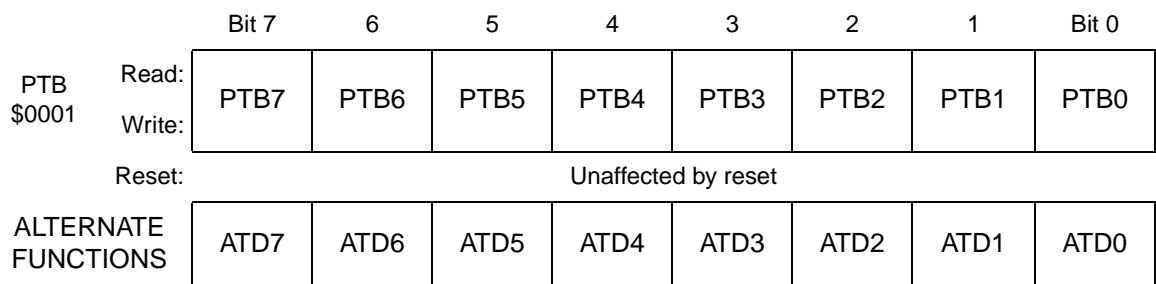 Bit 7 6 5 4 3 2 1 Bit 0
PTB $0001 Read: Write: PTB7 PTB6 PTB5 PTB4 PTB3 PTB2 PTB1 PTB0
Reset: Unaffected by reset
ALTERNATE FUNCTIONS ATD7 ATD6 ATD5 ATD4 ATD3 ATD2 ATD1 ATD0